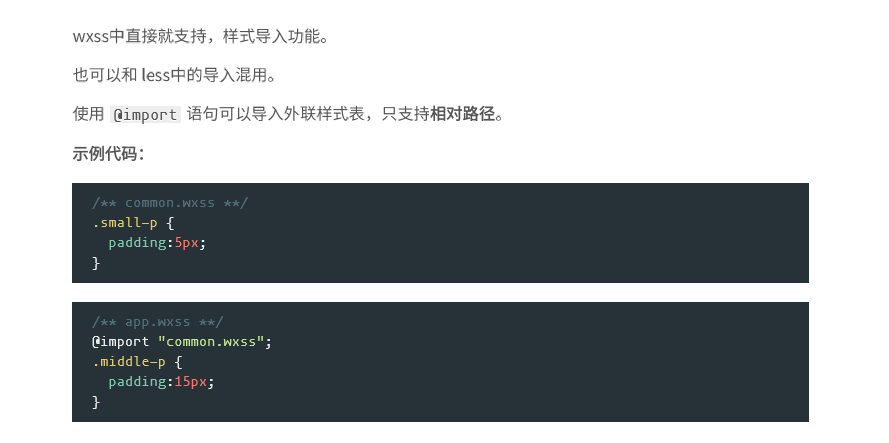 wxss中直接就支持，样式导入功能。
也可以和 less中的导入混用。
使用 @import 语句可以导入外联样式表，只支持相对路径。
示例代码：
/** common.wxss **/
.small-p {
  padding:5px;
}
/** app.wxss **/
@import "common.wxss";
.middle-p {
  padding:15px;
}